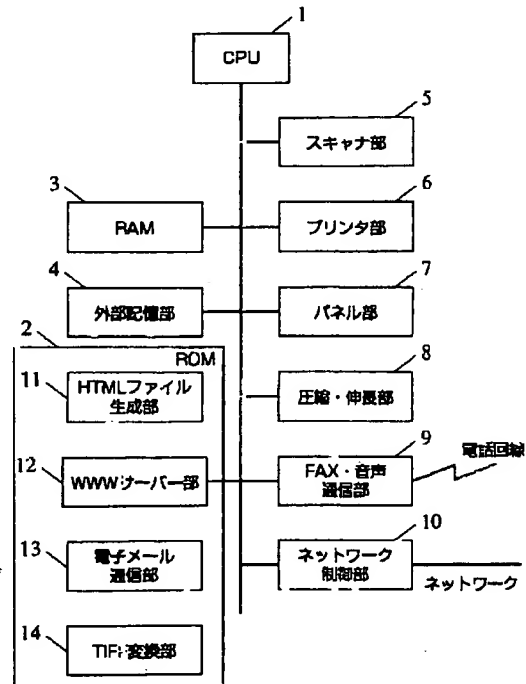 1
CPU
5
スキャナ部
3
RAM
6
プリンタ部
4
外部記憶部
7
パネル部
2
ROM
11
HTMLファイル
生成部
8
圧縮・伸長部
12
WWWサーバー部
9
FAX・音声
通信部
電話回線
13
電子メール
通信部
10
ネットワーク
制御部
ネットワーク
14
TIFF変換部